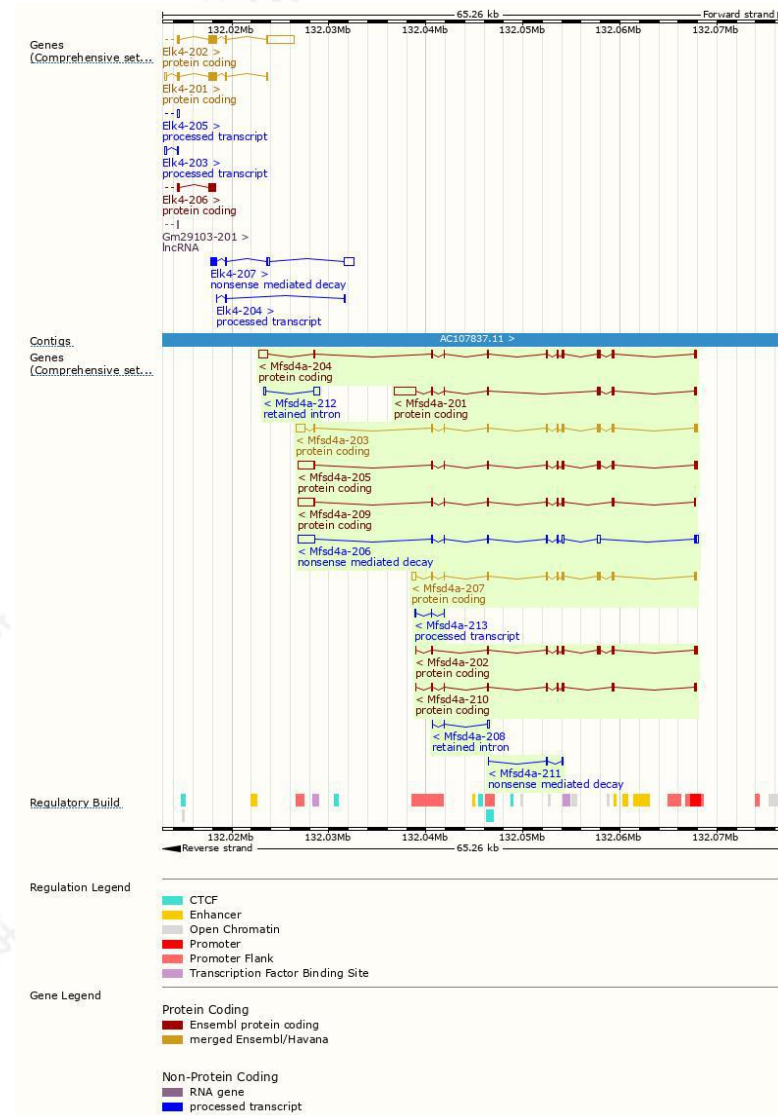 65.26 kb Forward strand
132.02Mb 132.03Mb 132.04Mb 132.05Mb 132.06Mb 132.07Mb
Genes
(Comprehensive set...
Elk4-202 >
protein coding
Elk4-201 >
protein coding
Elk4-205 >
processed transcript
Elk4-203 >
processed transcript
Elk4-206 >
protein coding
Gm29103-201 >
lncRNA
Elk4-207 >
nonsense mediated decay
Elk4-204 >
processed transcript
Contigs
AC107837.11 >
Genes
(Comprehensive set...
< Mfsd4a-204
protein coding
< Mfsd4a-212 < Mfsd4a-201
retained intron protein coding
< Mfsd4a-203
protein coding
< Mfsd4a-205
protein coding
< Mfsd4a-209
protein coding
< Mfsd4a-206
nonsense mediated decay
< Mfsd4a-207
protein coding
< Mfsd4a-213
processed transcript
< Mfsd4a-202
protein coding
< Mfsd4a-210
protein coding
< Mfsd4a-208
retained intron
< Mfsd4a-211
nonsense mediated decay
Regulatory Build
132.02Mb 132.03Mb 132.04Mb 132.05Mb 132.06Mb 132.07Mb
Reverse strand 65.26 kb
Regulation Legend
CTCF
Enhancer
Open Chromatin
Promoter
Promoter Flank
Transcription Factor Binding Site
Gene Legend
Protein Coding
Ensembl protein coding
merged Ensembl/Havana
Non-Protein Coding
RNA gene
processed transcript